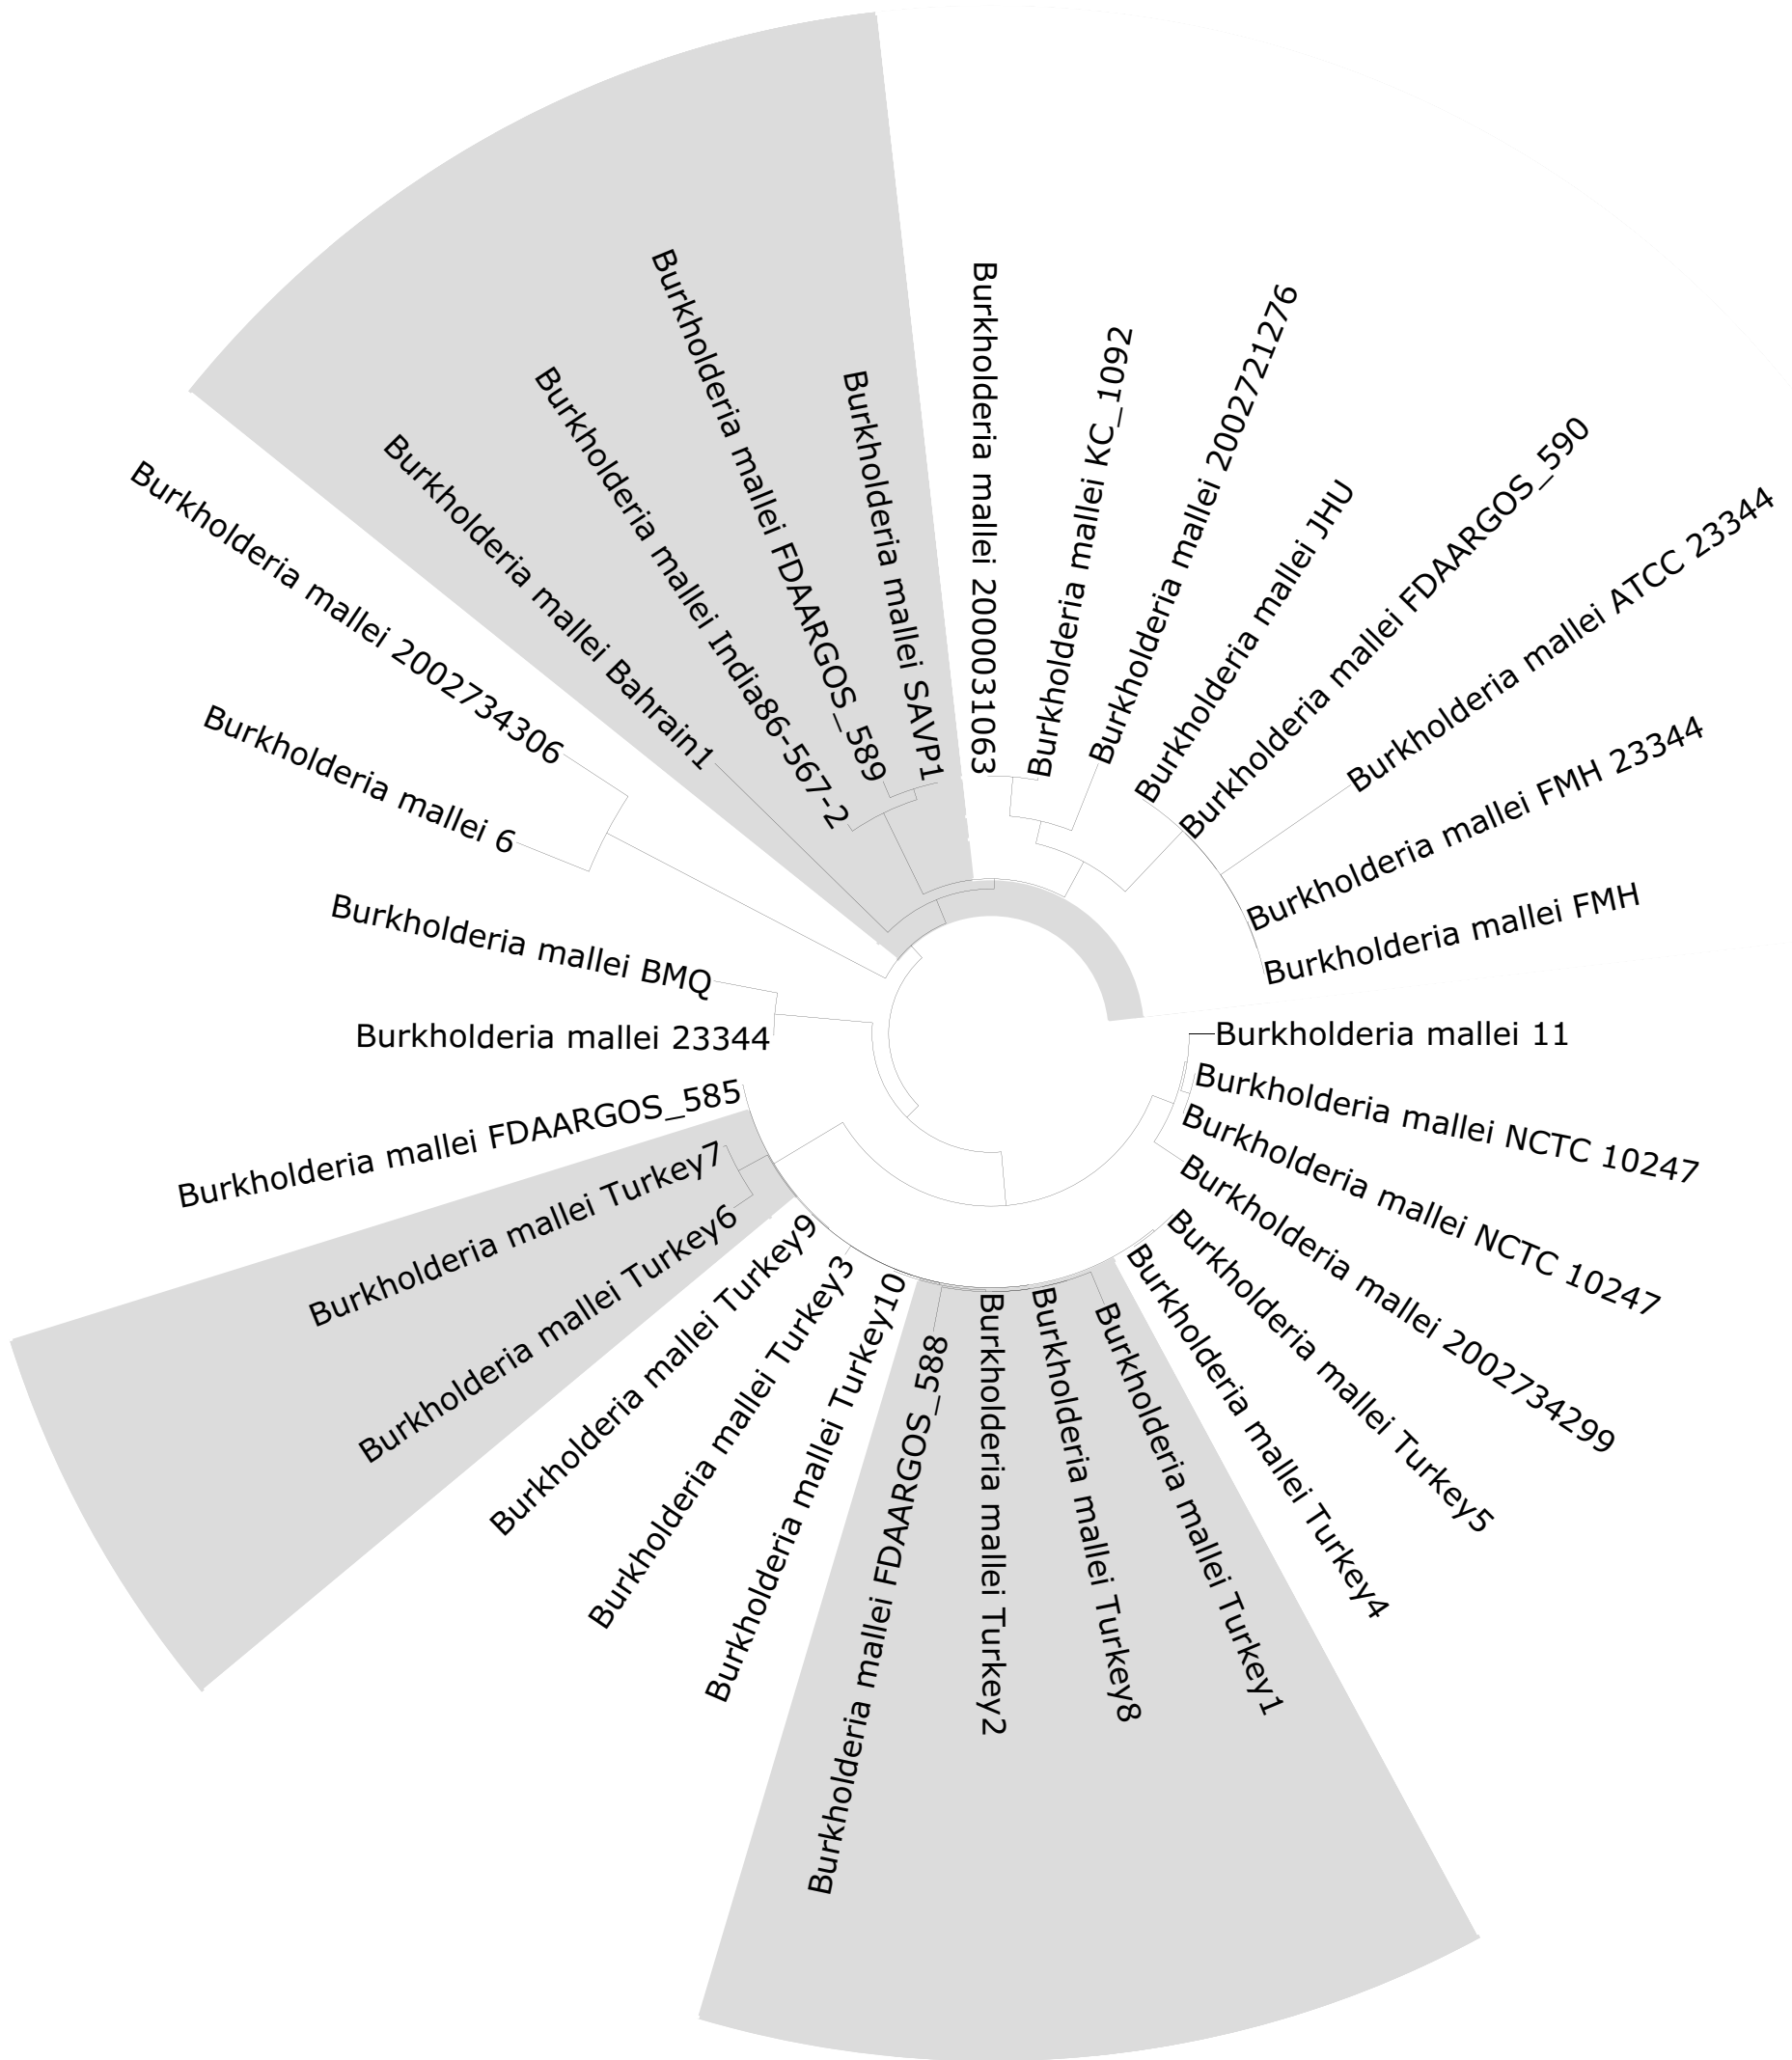 Burkholderia mallei 2000031063
Burkholderia mallei KC_1092
Burkholderia mallei 2002721276
Burkholderia mallei JHU
Burkholderia mallei FDAARGOS_590
Burkholderia mallei ATCC 23344
Burkholderia mallei FMH 23344
Burkholderia mallei FMH
Burkholderia mallei 11
Burkholderia mallei NCTC 10247
Burkholderia mallei NCTC 10247
Burkholderia mallei 2002734299
Burkholderia mallei Turkey5
Burkholderia mallei Turkey4
Burkholderia mallei Turkey1
Burkholderia mallei Turkey8
Burkholderia mallei Turkey2
Burkholderia mallei FDAARGOS_588
Burkholderia mallei Turkey10
Burkholderia mallei Turkey3
Burkholderia mallei Turkey9
Burkholderia mallei Turkey6
Burkholderia mallei Turkey7
Burkholderia mallei FDAARGOS_585
Burkholderia mallei 23344
Burkholderia mallei BMQ
Burkholderia mallei 6
Burkholderia mallei 2002734306
Burkholderia mallei Bahrain1
Burkholderia mallei India86-567-2
Burkholderia mallei FDAARGOS_589
Burkholderia mallei SAVP1